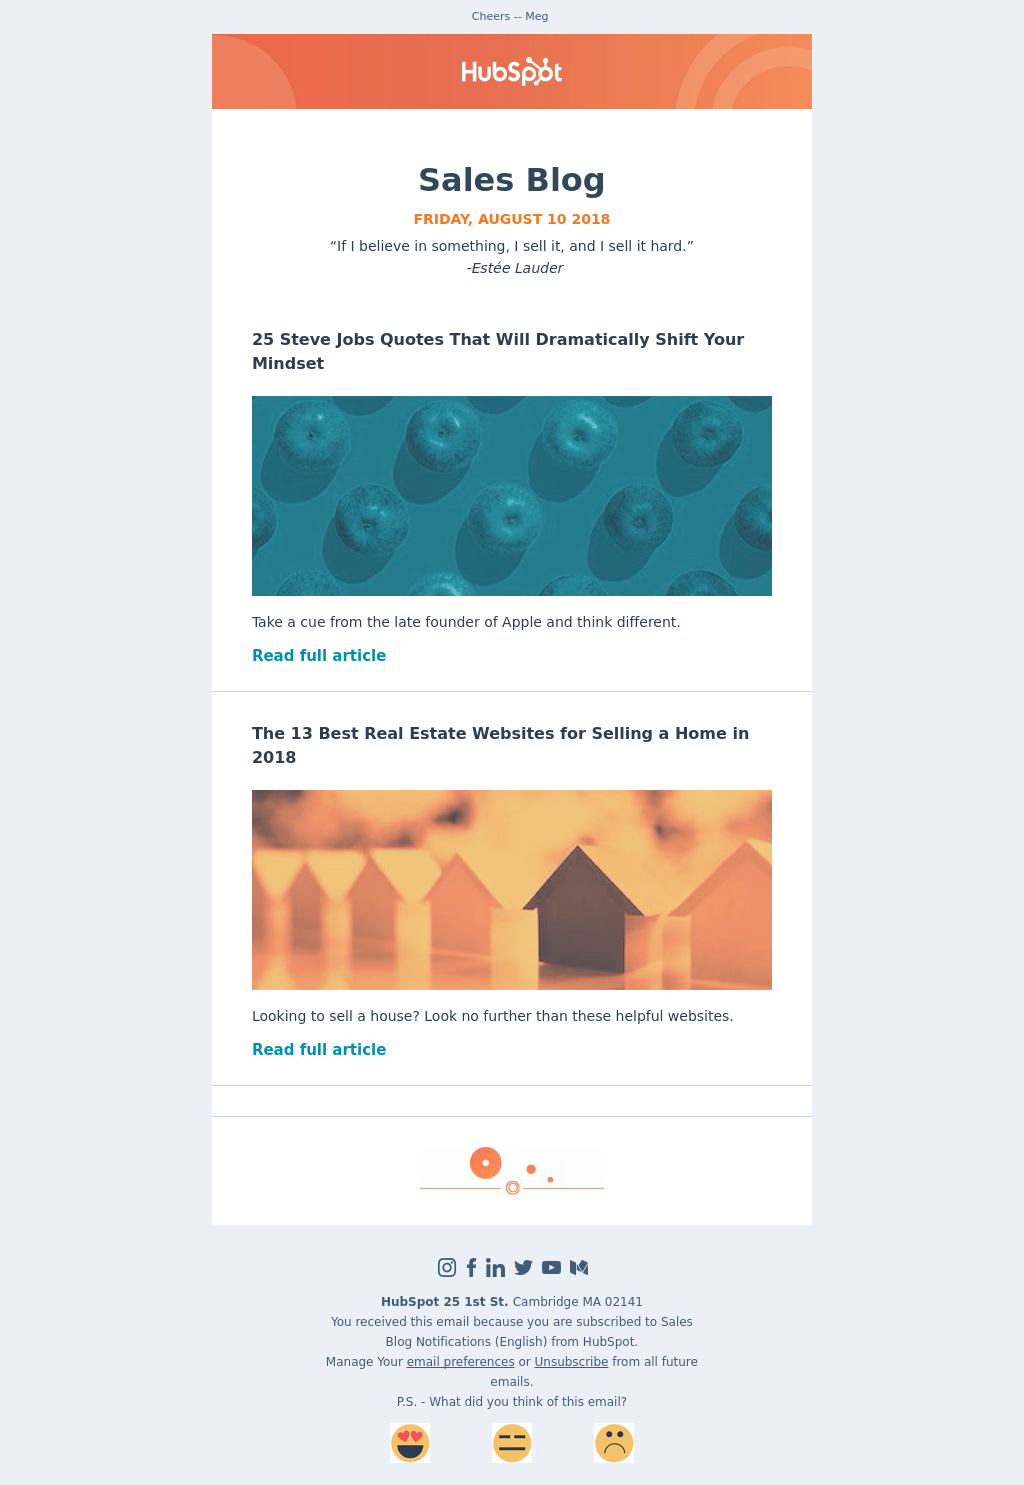 Cheers -- Meg
HubSpot
Sales Blog
FRIDAY, AUGUST 10 2018
“If I believe in something, I sell it, and I sell it hard.”
-Estée Lauder
25 Steve Jobs Quotes That Will Dramatically Shift Your
Mindset
Take a cue from the late founder of Apple and think different.
Read full article
The 13 Best Real Estate Websites for Selling a Home in
2018
Looking to sell a house? Look no further than these helpful websites.
Read full article
HubSpot 25 1st St. Cambridge MA 02141
You received this email because you are subscribed to Sales
Blog Notifications (English) from HubSpot.
Manage Your email preferences or Unsubscribe from all future
emails.
P.S. - What did you think of this email?